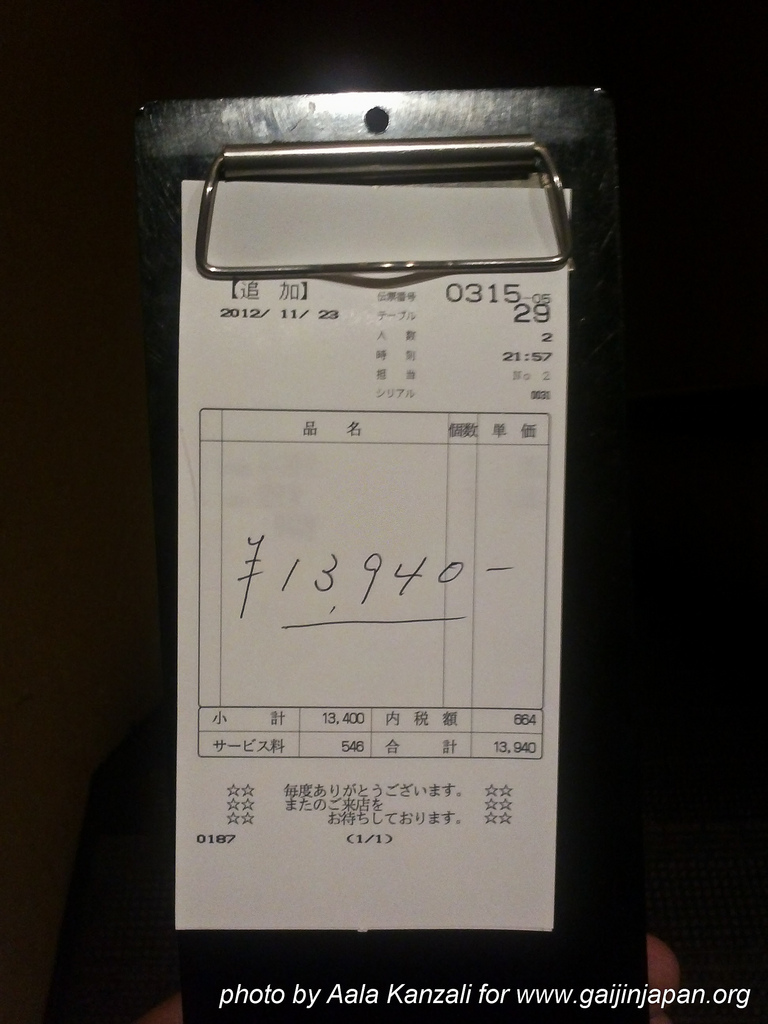 【追 加】 伝票番号 0315-05
2012/ 11/ 23 テーブル 29
人 数 2
時 刻 21:57
担 当 No 2
シリアル 0031
品 名 個数 単 価
¥13,940-
小 計 13,400 内 税 額 664
サービス料 546 合 計 13,940
☆☆ 毎度ありがとうございます。 ☆☆
☆☆ またのご来店を ☆☆
☆☆ お待ちしております。 ☆☆
0187 (1/1)
photo by Aala Kanzali for www.gaijinjapan.org